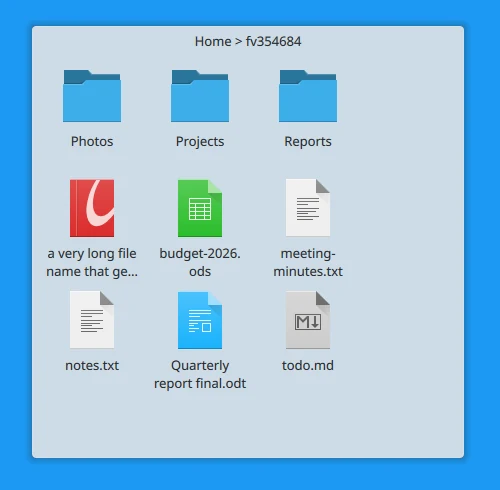 Home > fv354684
Photos
Projects
Reports
a very long file
name that ge...
budget-2026.
ods
meeting-
minutes.txt
notes.txt
Quarterly
report final.odt
todo.md